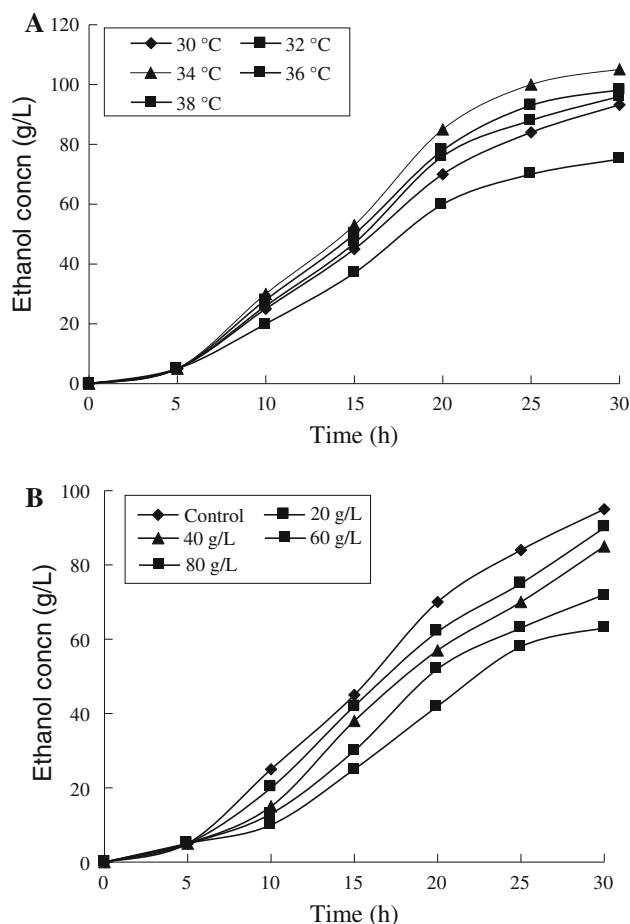 A
120
100
80
60
40
20
0
Ethanol concn (g/L)
30 °C 32 °C
34 °C 36 °C
38 °C
0 5 10 15 20 25 30
Time (h)
B
100
80
60
40
20
0
Ethanol concn (g/L)
Control 20 g/L
40 g/L 60 g/L
80 g/L
0 5 10 15 20 25 30
Time (h)